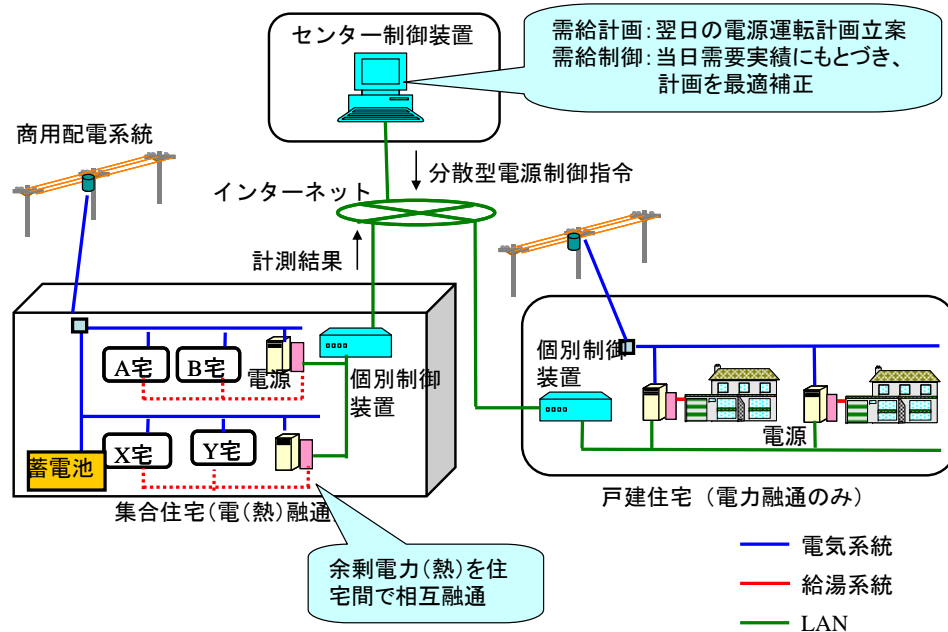 センター制御装置
需給計画:翌日の電源運転計画立案
需給制御:当日需要実績にもとづき、
計画を最適補正
商用配電系統
分散型電源制御指令
インターネット
計測結果
A宅
B宅
電源
個別制御
装置
X宅
Y宅
蓄電池
集合住宅(電(熱)融通
余剰電力(熱)を住
宅間で相互融通
個別制御
装置
電源
戸建住宅 (電力融通のみ)
電気系統
給湯系統
LAN